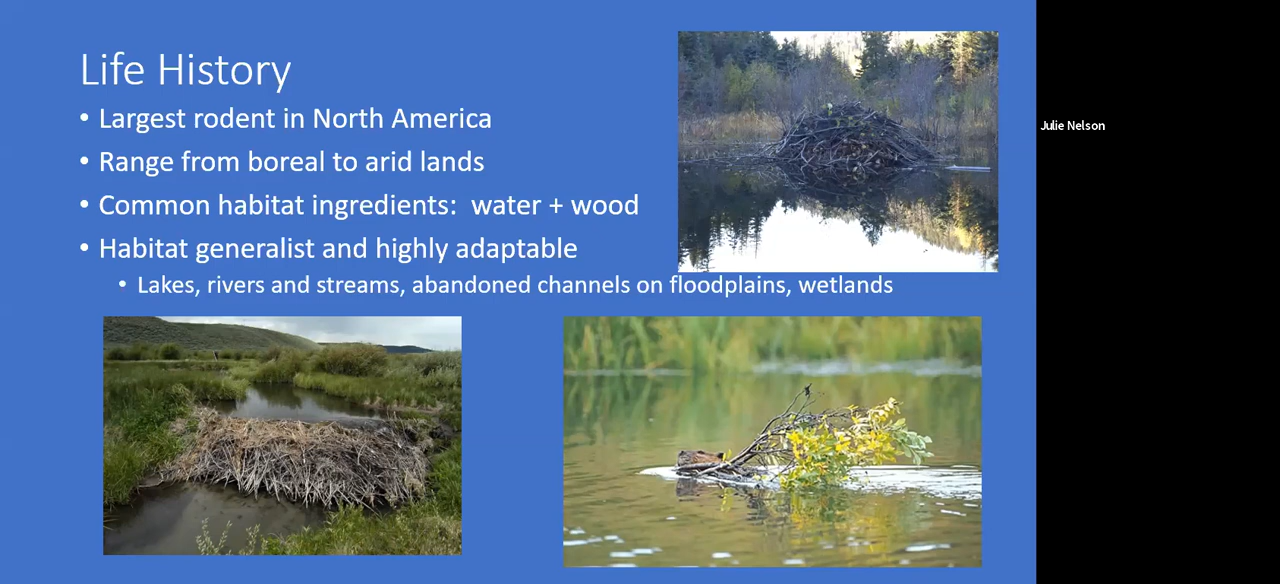 Life History
• Largest rodent in North America
• Range from boreal to arid lands
• Common habitat ingredients:  water + wood
• Habitat generalist and highly adaptable
• Lakes, rivers and streams, abandoned channels on floodplains, wetlands
Julie Nelson